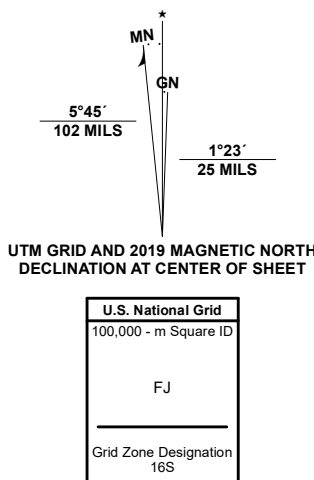 ★
MN
GN
5°45´
102 MILS
1°23´
25 MILS
UTM GRID AND 2019 MAGNETIC NORTH
DECLINATION AT CENTER OF SHEET
U.S. National Grid
100,000 - m Square ID
FJ
Grid Zone Designation
16S